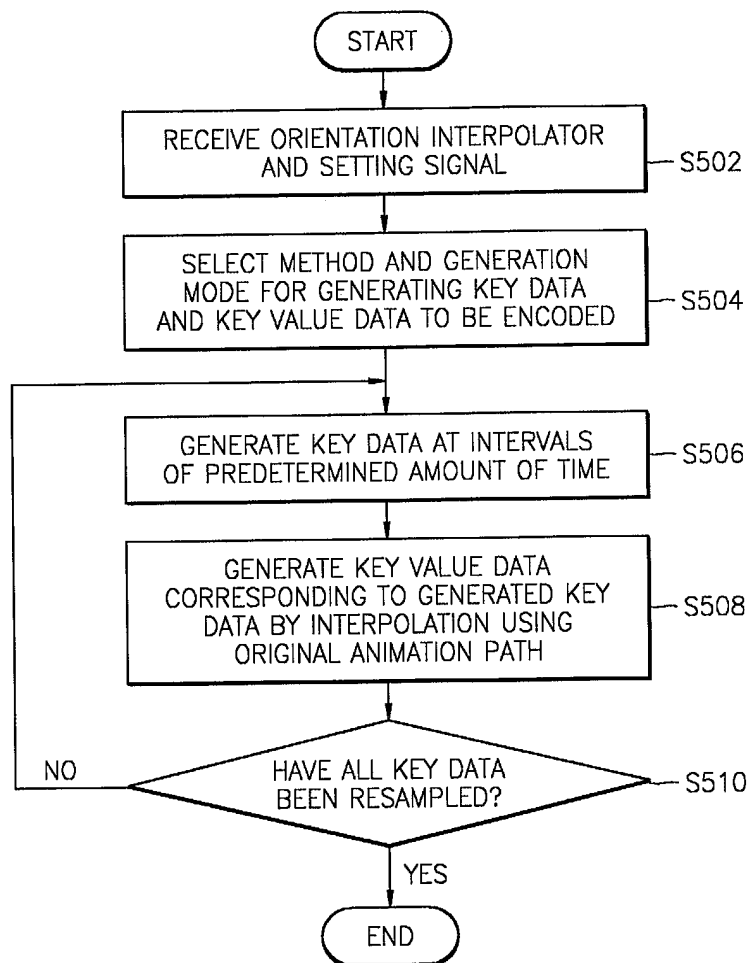 START
RECEIVE ORIENTATION INTERPOLATOR
AND SETTING SIGNAL
S502
SELECT METHOD AND GENERATION
MODE FOR GENERATING KEY DATA
AND KEY VALUE DATA TO BE ENCODED
S504
GENERATE KEY DATA AT INTERVALS
OF PREDETERMINED AMOUNT OF TIME
S506
GENERATE KEY VALUE DATA
CORRESPONDING TO GENERATED KEY
DATA BY INTERPOLATION USING
ORIGINAL ANIMATION PATH
S508
NO
HAVE ALL KEY DATA
BEEN RESAMPLED?
S510
YES
END